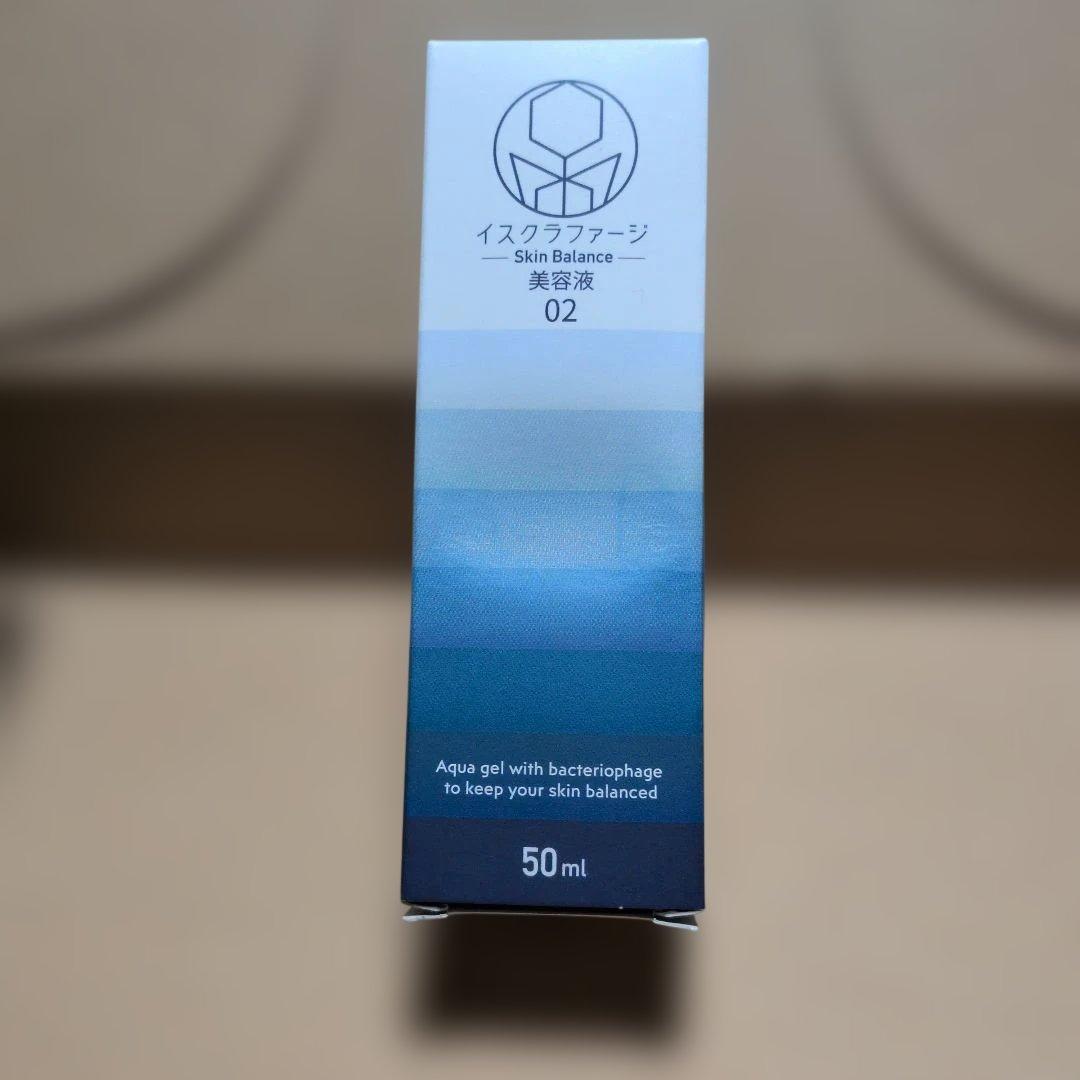 イスクラファージ
Skin Balance
美容液
02
Aqua gel with bacteriophage
to keep your skin balanced
50ml